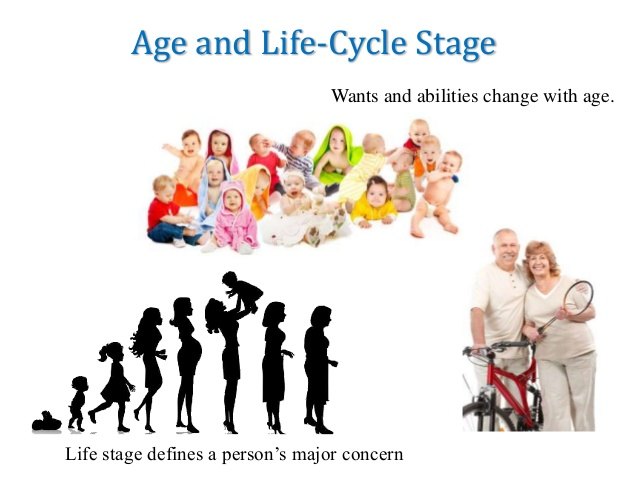 Age and Life-Cycle Stage
Wants and abilities change with age.
Life stage defines a person’s major concern